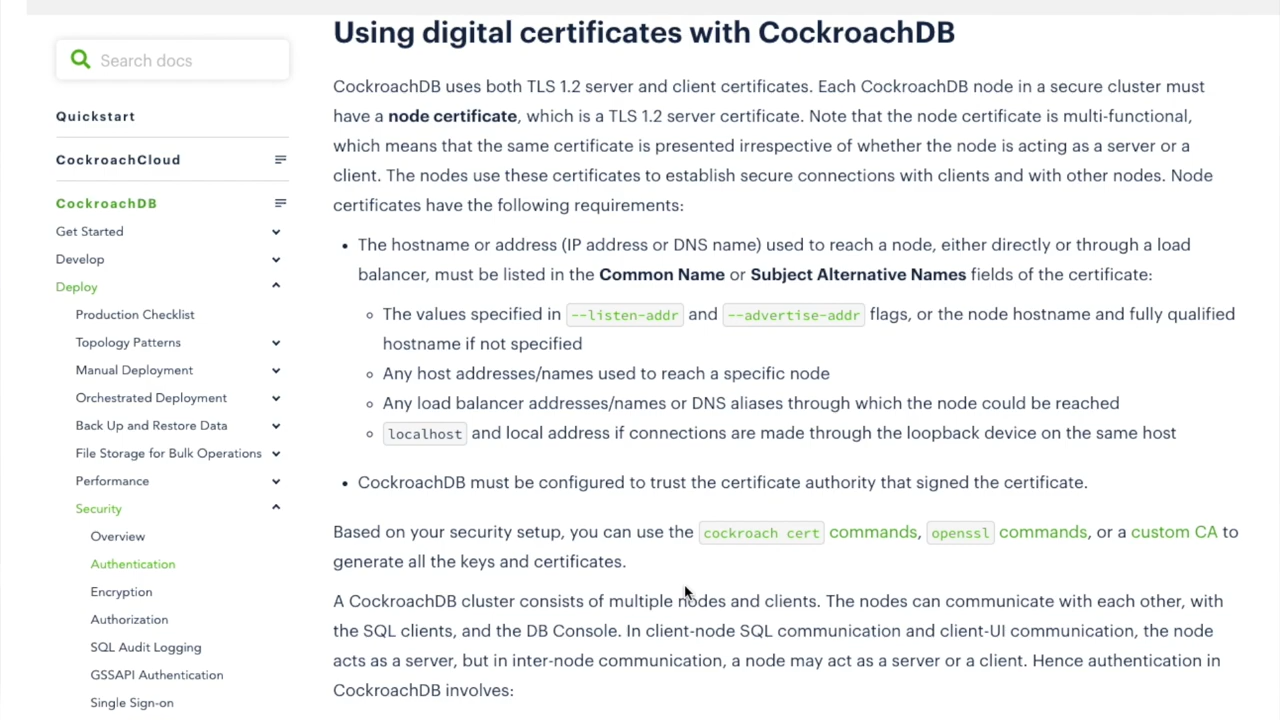 Search docs
Quickstart
CockroachCloud
CockroachDB
Get Started
Develop
Deploy
Production Checklist
Topology Patterns
Manual Deployment
Orchestrated Deployment
Back Up and Restore Data
File Storage for Bulk Operations
Performance
Security
Overview
Authentication
Encryption
Authorization
SQL Audit Logging
GSSAPI Authentication
Single Sign-on
Using digital certificates with CockroachDB
CockroachDB uses both TLS 1.2 server and client certificates. Each CockroachDB node in a secure cluster must
have a node certificate, which is a TLS 1.2 server certificate. Note that the node certificate is multi-functional,
which means that the same certificate is presented irrespective of whether the node is acting as a server or a
client. The nodes use these certificates to establish secure connections with clients and with other nodes. Node
certificates have the following requirements:
• The hostname or address (IP address or DNS name) used to reach a node, either directly or through a load
balancer, must be listed in the Common Name or Subject Alternative Names fields of the certificate:
◦ The values specified in --listen-addr and --advertise-addr flags, or the node hostname and fully qualified
hostname if not specified
◦ Any host addresses/names used to reach a specific node
◦ Any load balancer addresses/names or DNS aliases through which the node could be reached
◦ localhost and local address if connections are made through the loopback device on the same host
• CockroachDB must be configured to trust the certificate authority that signed the certificate.
Based on your security setup, you can use the cockroach cert commands, openssl commands, or a custom CA to
generate all the keys and certificates.
A CockroachDB cluster consists of multiple nodes and clients. The nodes can communicate with each other, with
the SQL clients, and the DB Console. In client-node SQL communication and client-UI communication, the node
acts as a server, but in inter-node communication, a node may act as a server or a client. Hence authentication in
CockroachDB involves: